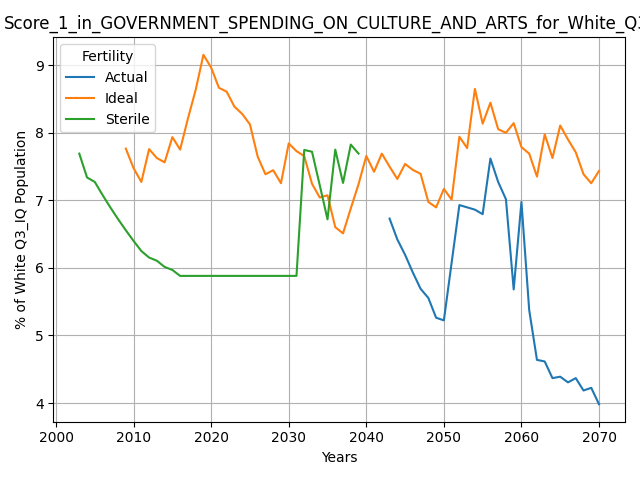 Score_1_in_GOVERNMENT_SPENDING_ON_CULTURE_AND_ARTS_for_White_Q3
Fertility
Actual
Ideal
Sterile
% of White Q3_IQ Population
9
8
7
6
5
4
2000 2010 2020 2030 2040 2050 2060 2070
Years